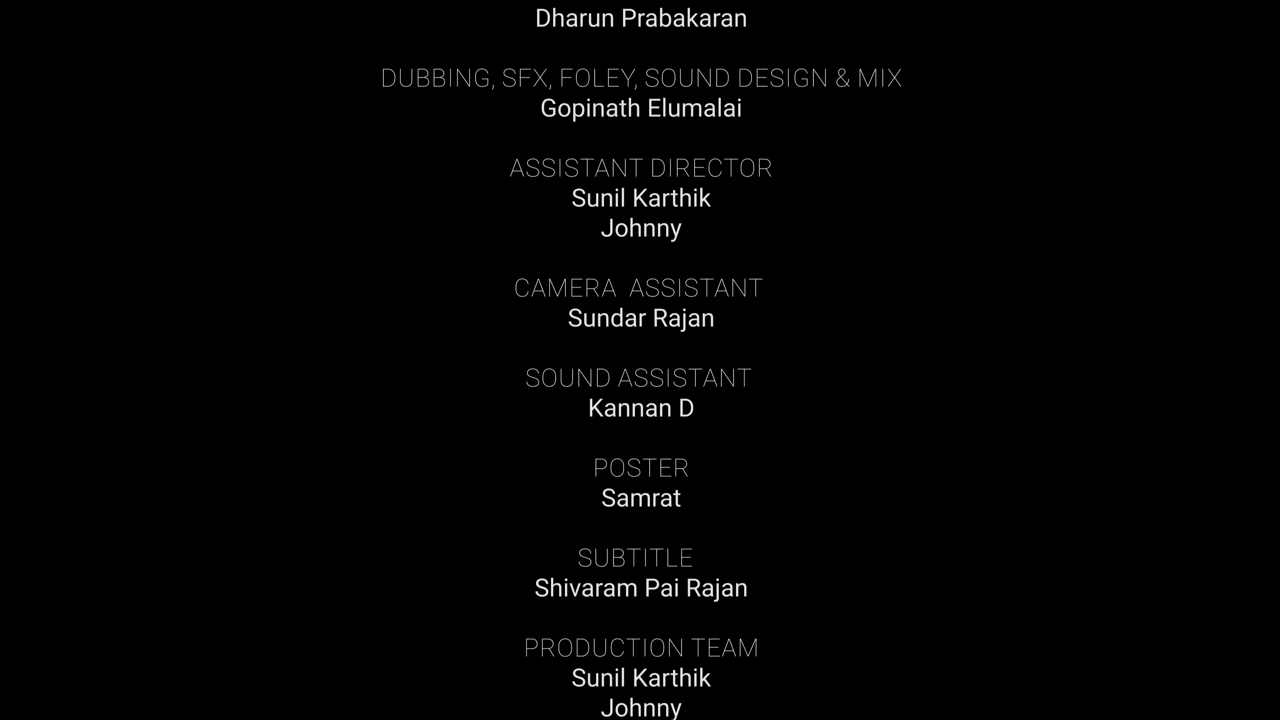 Dharun Prabakaran
DUBBING, SFX, FOLEY, SOUND DESIGN & MIX
Gopinath Elumalai
ASSISTANT DIRECTOR
Sunil Karthik
Johnny
CAMERA  ASSISTANT
Sundar Rajan
SOUND ASSISTANT
Kannan D
POSTER
Samrat
SUBTITLE
Shivaram Pai Rajan
PRODUCTION TEAM
Sunil Karthik
Johnny